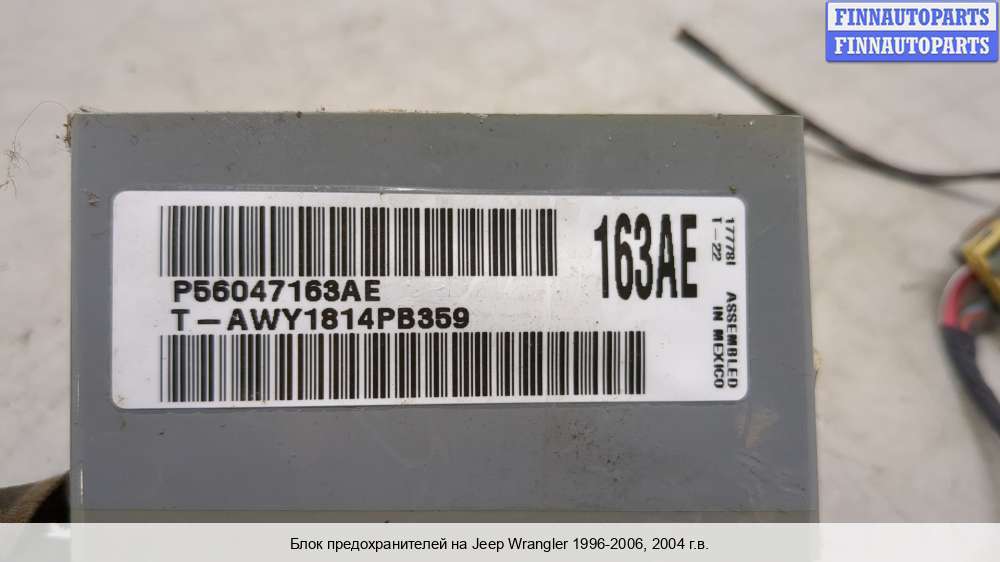 FINNAUTOPARTS
FINNAUTOPARTS
P56047163AE
T-AWY1814PB359
163AE
17778I
T-22
ASSEMBLED
IN MEXICO
Блок предохранителей на Jeep Wrangler 1996-2006, 2004 г.в.